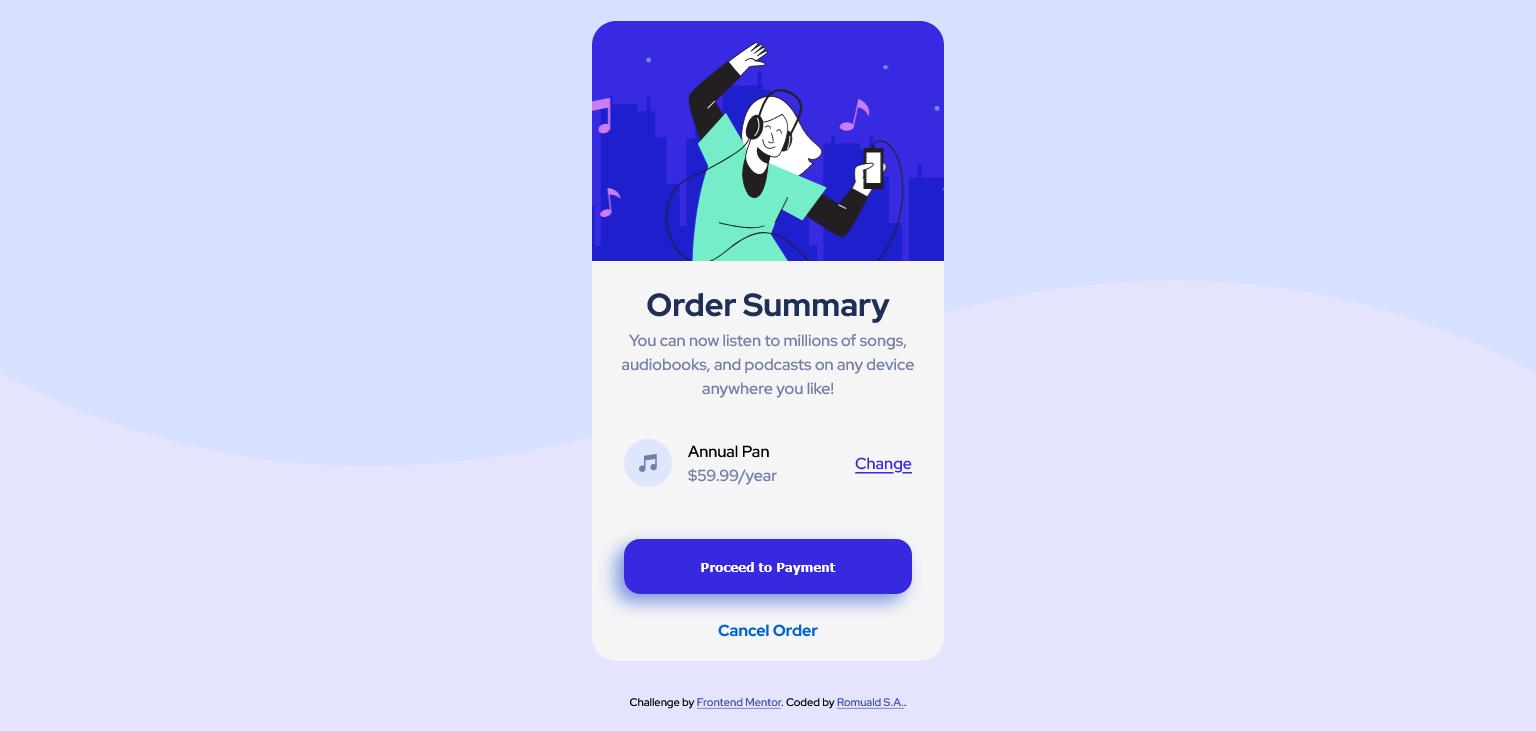 Order Summary
You can now listen to millions of songs,
audiobooks, and podcasts on any device
anywhere you like!
Annual Pan
$59.99/year
Change
Proceed to Payment
Cancel Order
Challenge by Frontend Mentor. Coded by Romuald S.A..